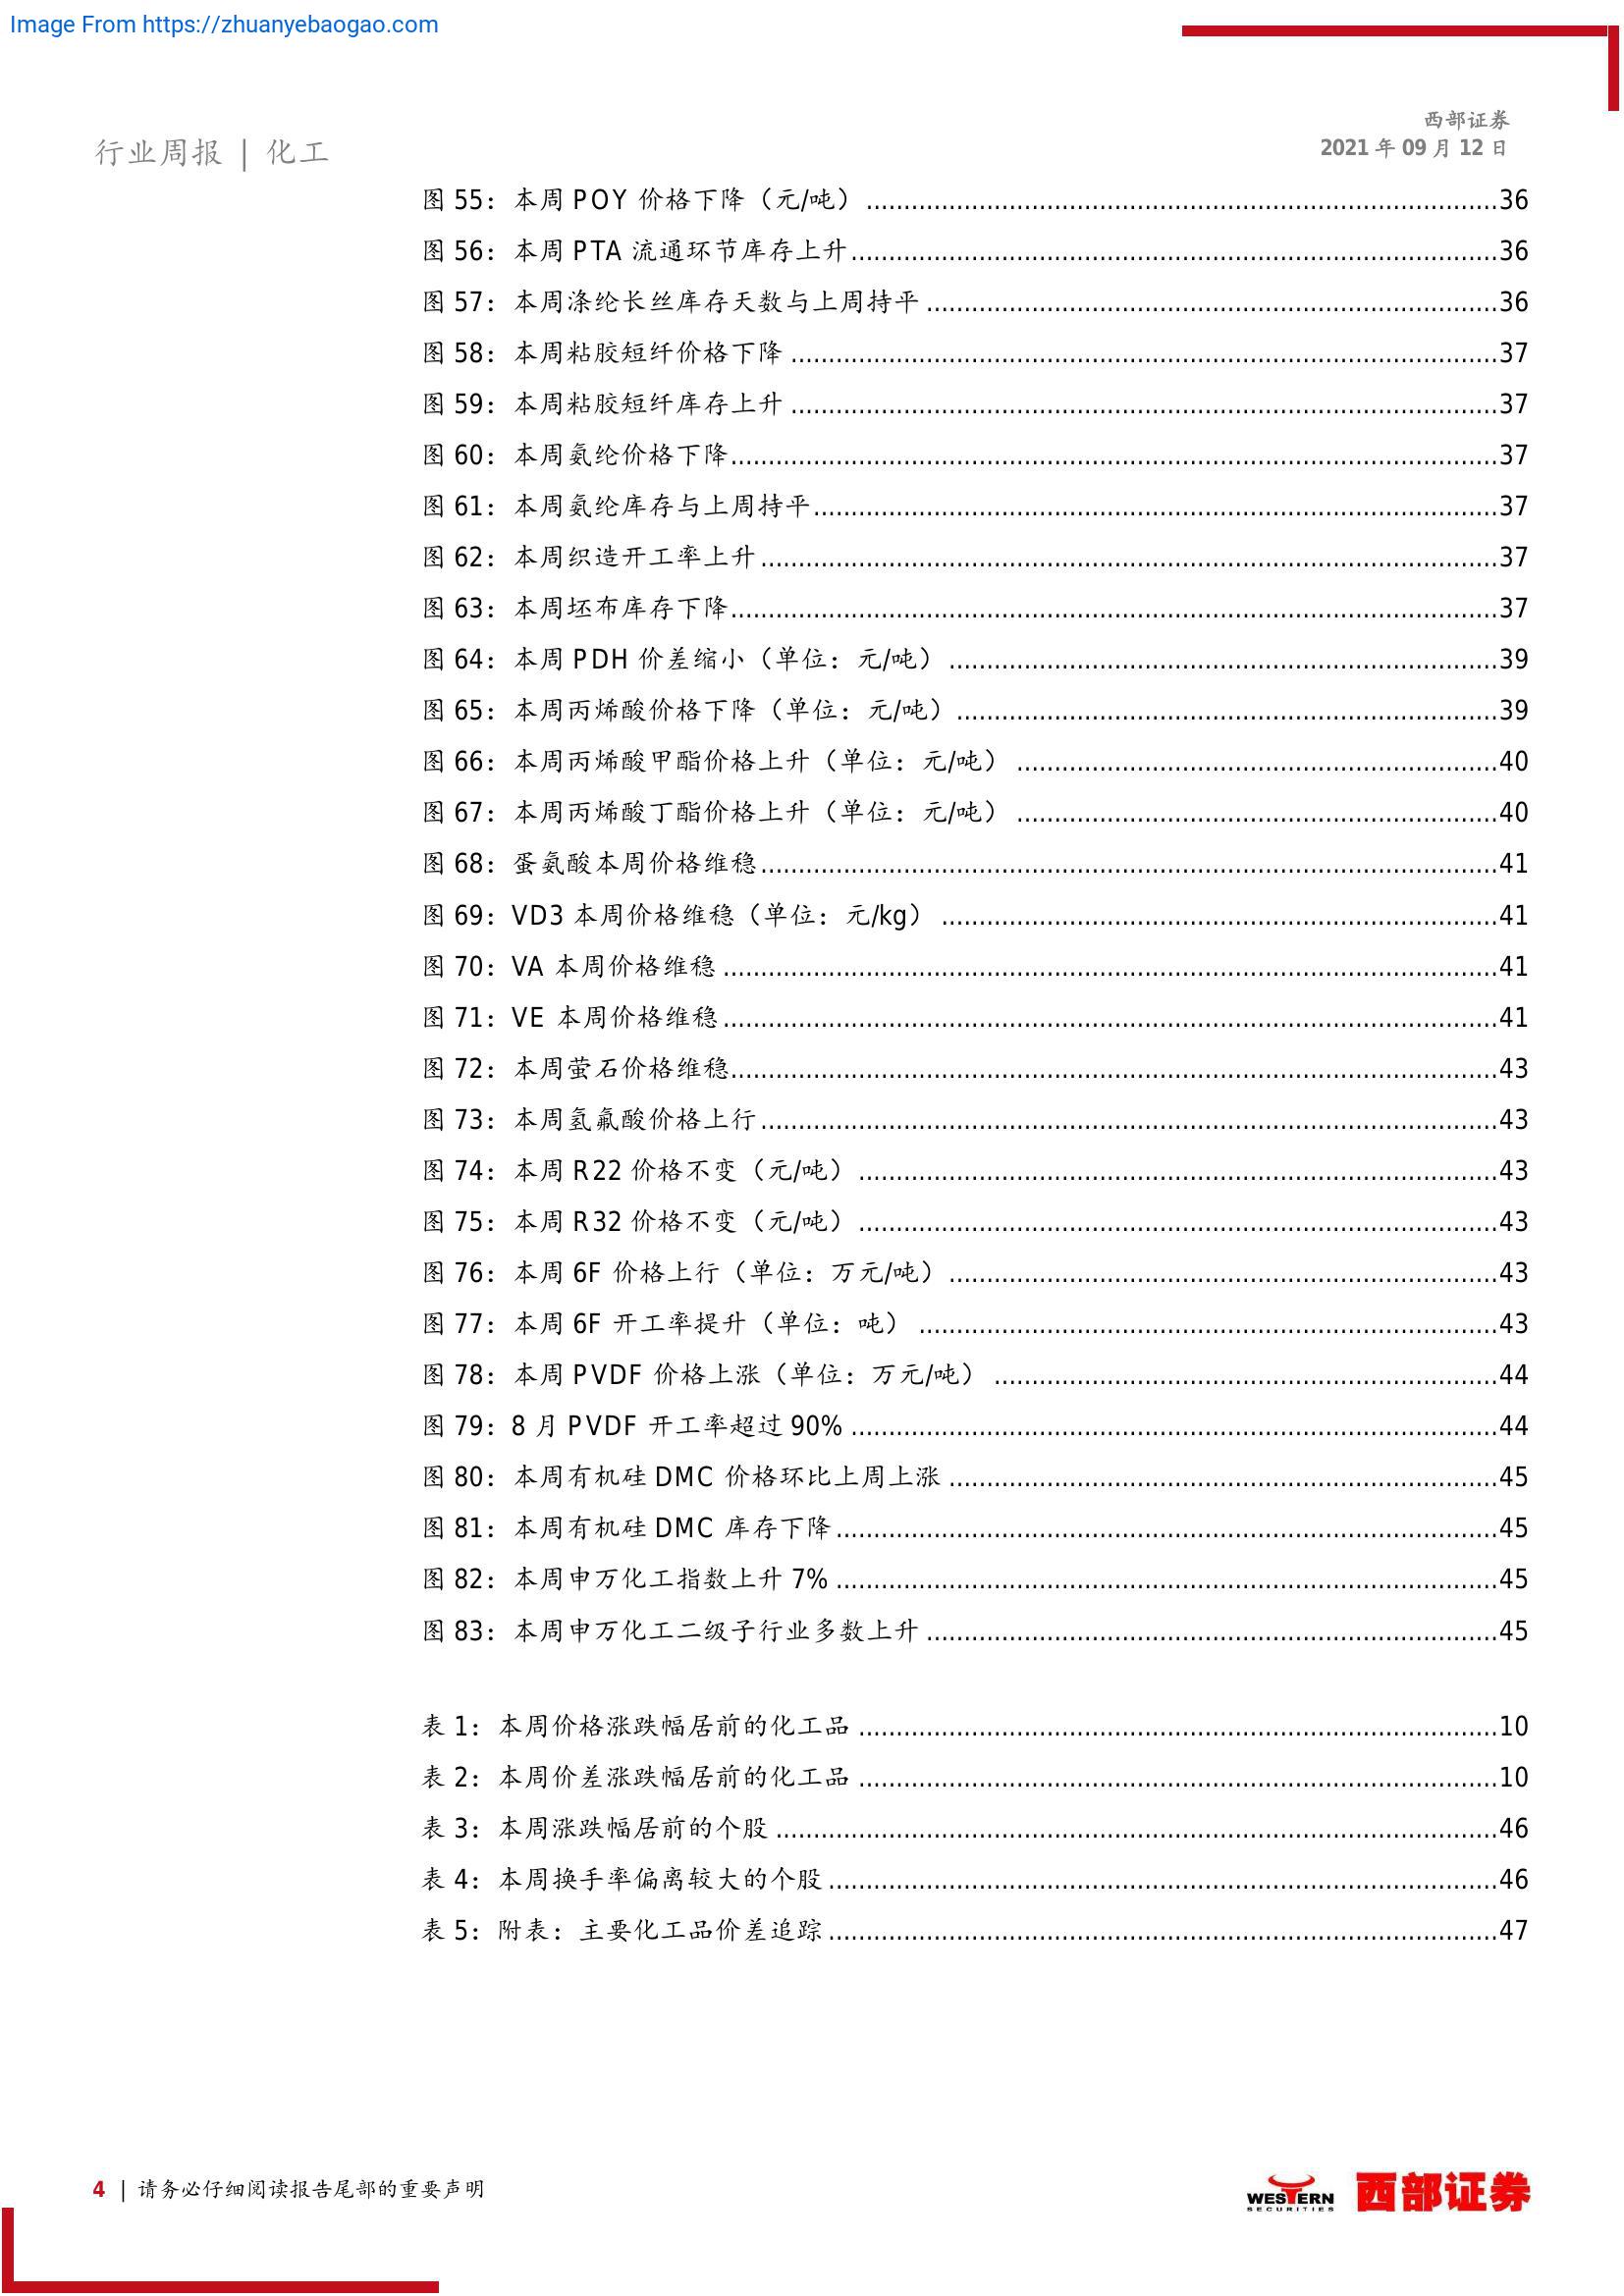 Image From https://zhuanyebaogao.com
西部证券
行业周报 | 化工
2021 年 09 月 12 日
图 55：本周 POY 价格下降（元/吨）....................36
图 56：本周 PTA 流通环节库存上升....................36
图 57：本周涤纶长丝库存天数与上周持平....................36
图 58：本周粘胶短纤价格下降....................37
图 59：本周粘胶短纤库存上升....................37
图 60：本周氨纶价格下降....................37
图 61：本周氨纶库存与上周持平....................37
图 62：本周织造开工率上升....................37
图 63：本周坯布库存下降....................37
图 64：本周 PDH 价差缩小（单位：元/吨）....................39
图 65：本周丙烯酸价格下降（单位：元/吨）....................39
图 66：本周丙烯酸甲酯价格上升（单位：元/吨）....................40
图 67：本周丙烯酸丁酯价格上升（单位：元/吨）....................40
图 68：蛋氨酸本周价格维稳....................41
图 69：VD3 本周价格维稳（单位：元/kg）....................41
图 70：VA 本周价格维稳....................41
图 71：VE 本周价格维稳....................41
图 72：本周萤石价格维稳....................43
图 73：本周氢氟酸价格上行....................43
图 74：本周 R22 价格不变（元/吨）....................43
图 75：本周 R32 价格不变（元/吨）....................43
图 76：本周 6F 价格上行（单位：万元/吨）....................43
图 77：本周 6F 开工率提升（单位：吨）....................43
图 78：本周 PVDF 价格上涨（单位：万元/吨）....................44
图 79：8 月 PVDF 开工率超过 90%....................44
图 80：本周有机硅 DMC 价格环比上周上涨....................45
图 81：本周有机硅 DMC 库存下降....................45
图 82：本周申万化工指数上升 7%....................45
图 83：本周申万化工二级子行业多数上升....................45
表 1：本周价格涨跌幅居前的化工品....................10
表 2：本周价差涨跌幅居前的化工品....................10
表 3：本周涨跌幅居前的个股....................46
表 4：本周换手率偏离较大的个股....................46
表 5：附表：主要化工品价差追踪....................47
4 | 请务必仔细阅读报告尾部的重要声明
WESTERN
SECURITIES
西部证券